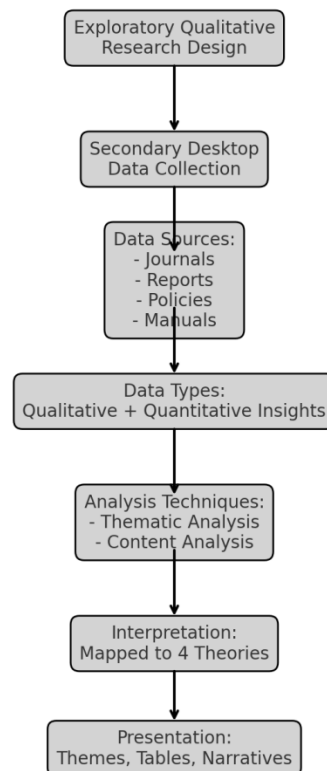 Exploratory Qualitative
Research Design
Secondary Desktop
Data Collection
Data Sources:
- Journals
- Reports
- Policies
- Manuals
Data Types:
Qualitative + Quantitative Insights
Analysis Techniques:
- Thematic Analysis
- Content Analysis
Interpretation:
Mapped to 4 Theories
Presentation:
Themes, Tables, Narratives